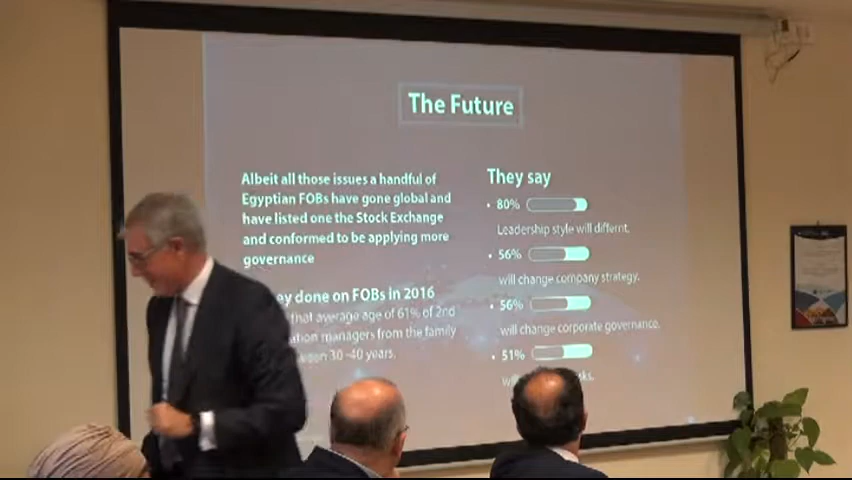 The Future
Albeit all those issues a handful of
Egyptian FOBs have gone global and
have listed one the Stock Exchange
and conformed to be applying more
governance
done on FOBs in 2016
that average age of 61% of 2nd
managers from the family
30 -40 years.
They say
• 80%
Leadership style will differnt.
• 56%
will change company strategy.
• 56%
will change corporate governance.
• 51%